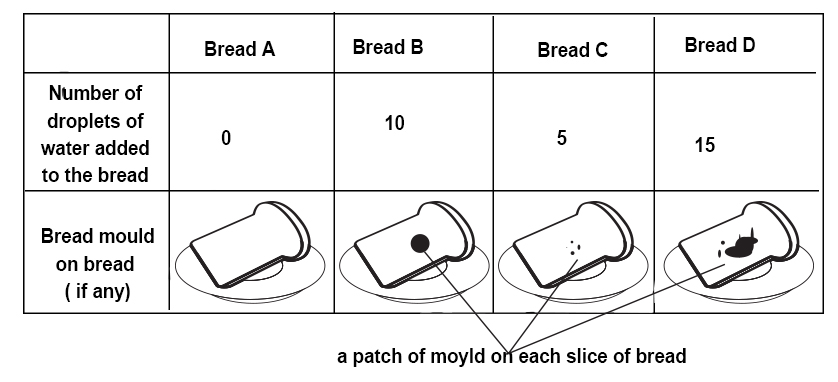 Bread A Bread B Bread C Bread D
Number of
droplets of
water added
to the bread
0 10 5 15
Bread mould
on bread
( if any)
a patch of moyld on each slice of bread